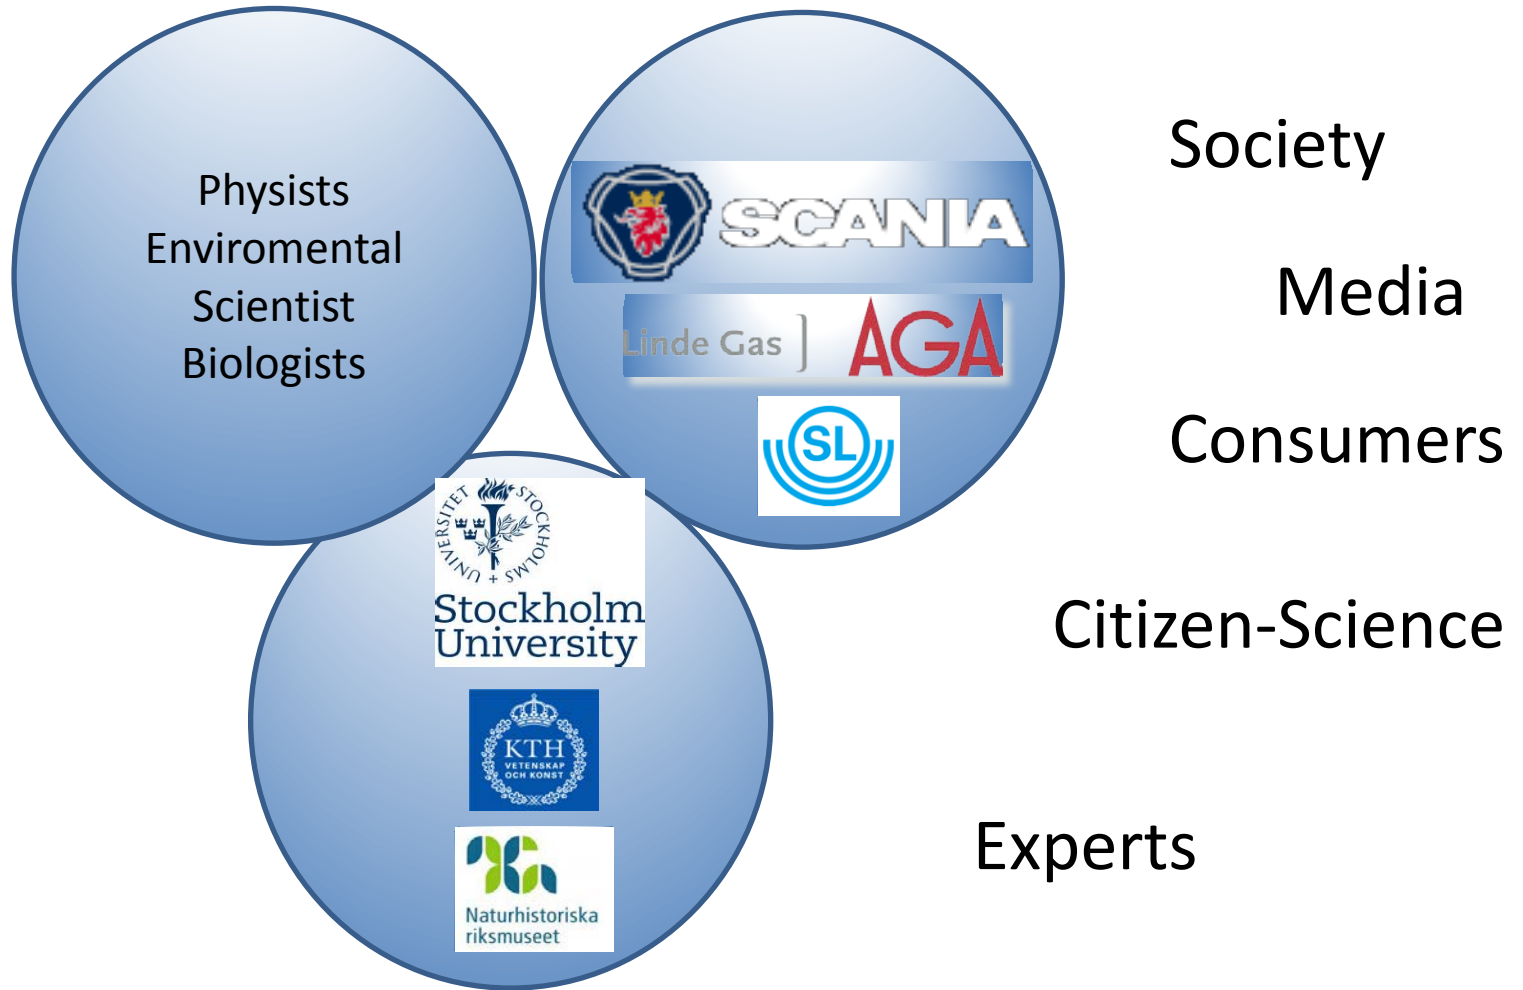 Physists
Enviromental
Scientist
Biologists
SCANIA
Linde Gas
AGA
SL
STOCKHOLMS UNIVERSITET
Stockholm
University
KTH
VETENSKAP
OCH KONST
Naturhistoriska
riksmuseet
Society
Media
Consumers
Citizen-Science
Experts